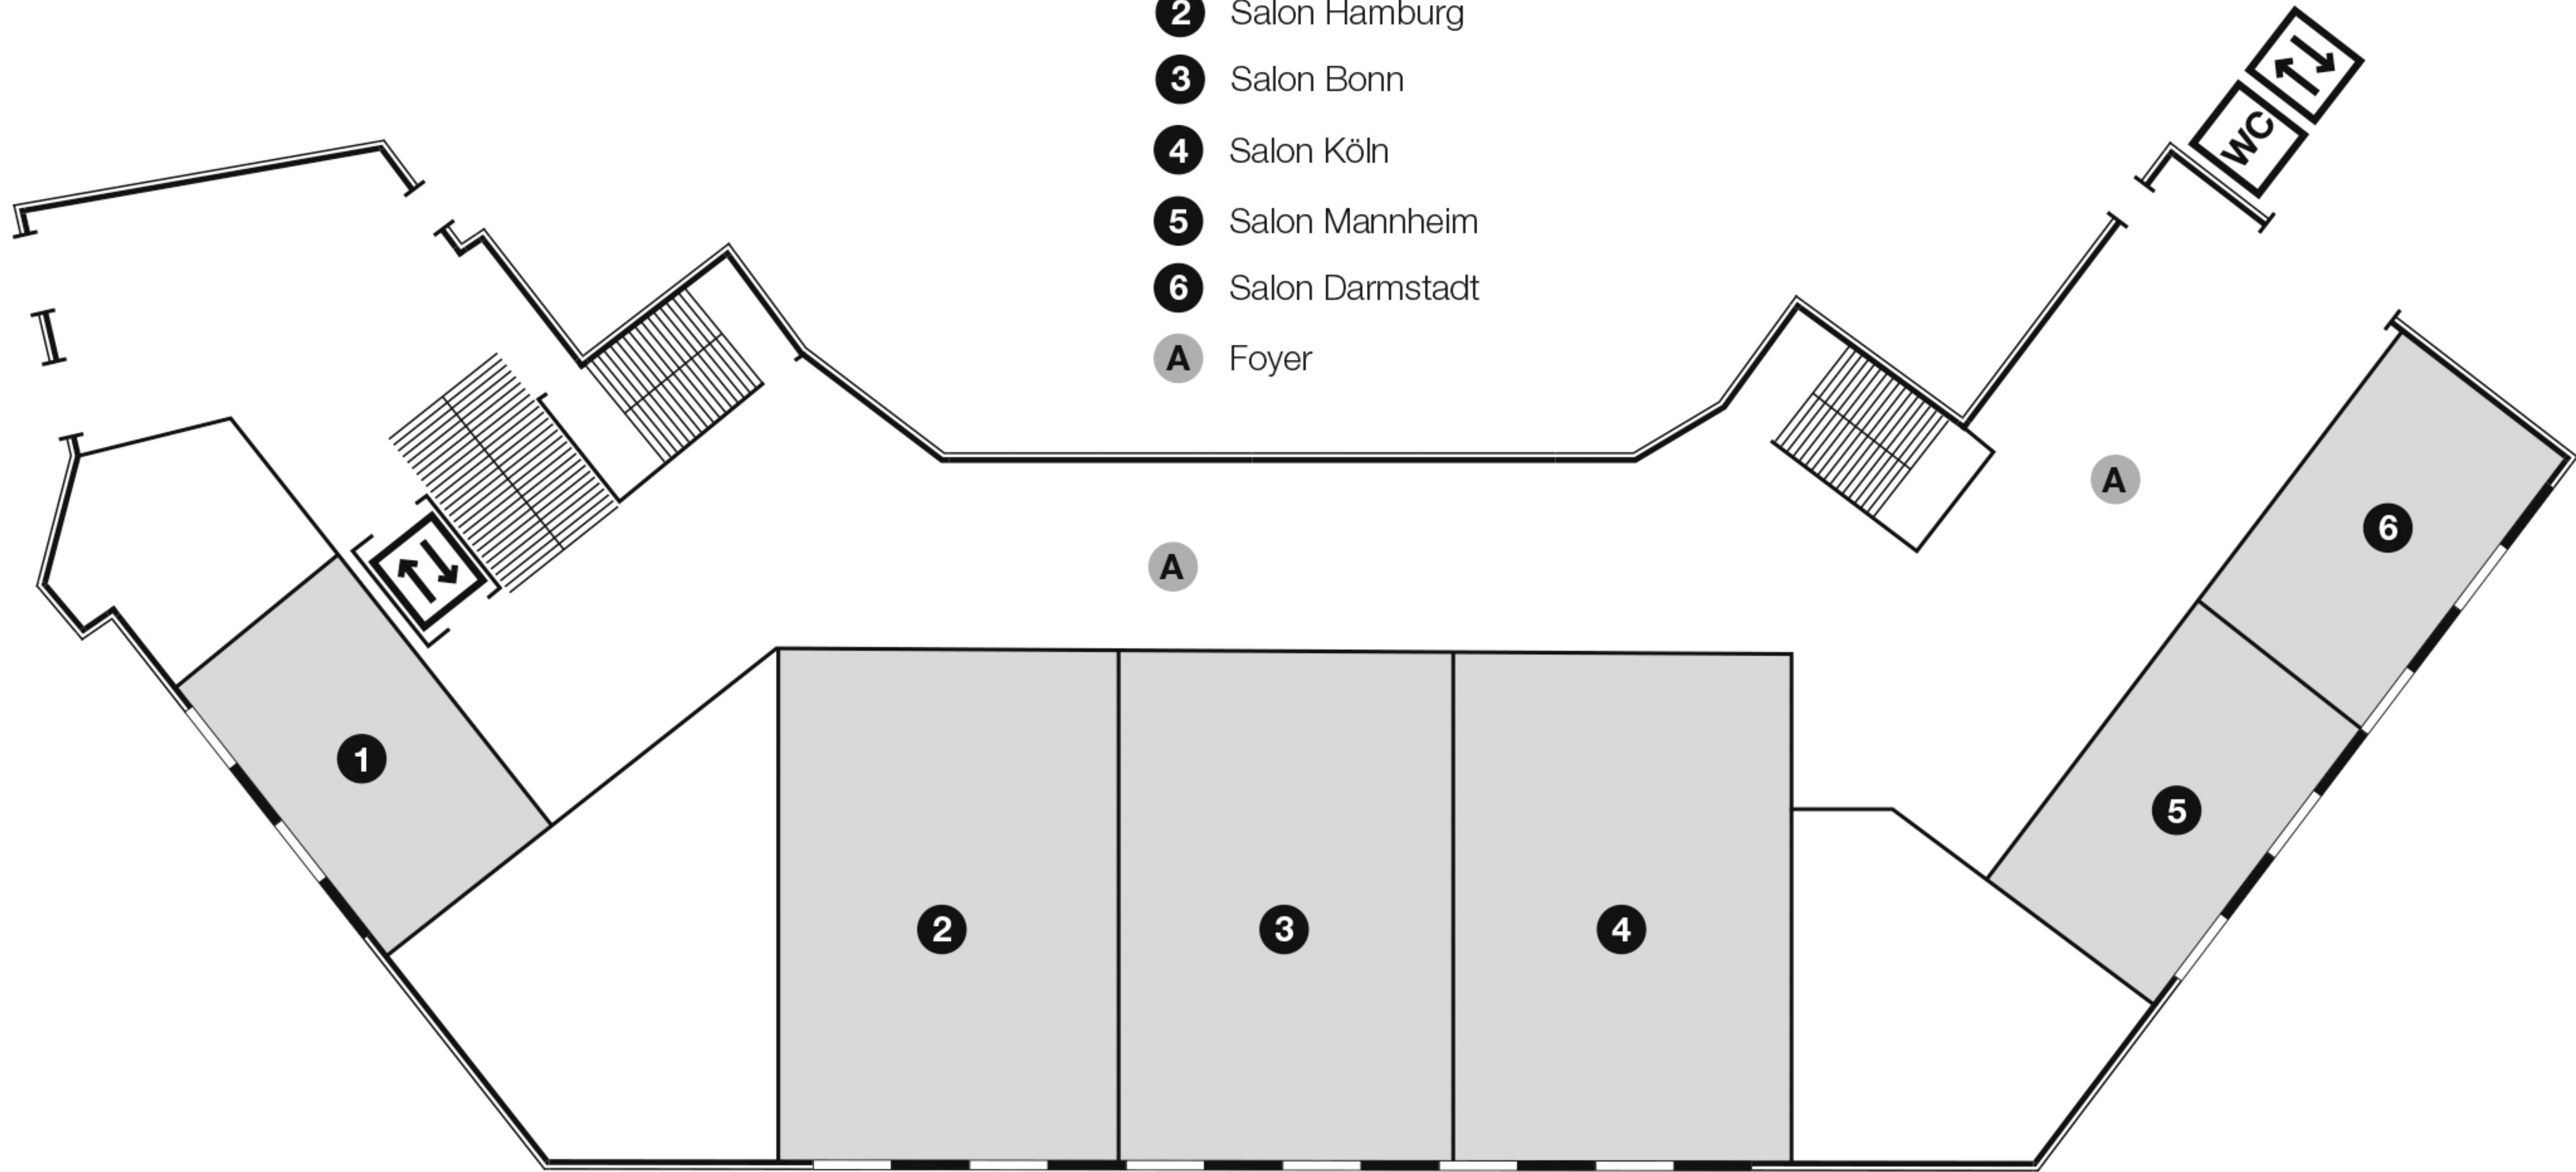 2 Salon Hamburg
3 Salon Bonn
4 Salon Köln
5 Salon Mannheim
6 Salon Darmstadt
A Foyer
WC
A
A
6
1
5
2
3
4